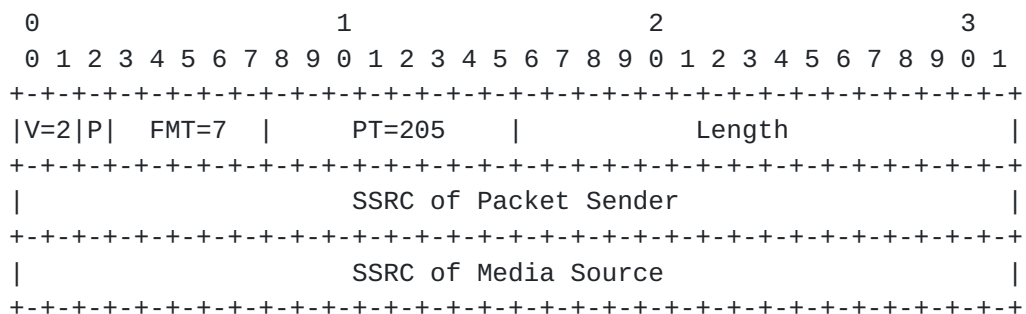 0                   1                   2                   3
 0 1 2 3 4 5 6 7 8 9 0 1 2 3 4 5 6 7 8 9 0 1 2 3 4 5 6 7 8 9 0 1
+-+-+-+-+-+-+-+-+-+-+-+-+-+-+-+-+-+-+-+-+-+-+-+-+-+-+-+-+-+-+-+-+
|V=2|P|  FMT=7  |     PT=205    |           Length              |
+-+-+-+-+-+-+-+-+-+-+-+-+-+-+-+-+-+-+-+-+-+-+-+-+-+-+-+-+-+-+-+-+
|                     SSRC of Packet Sender                     |
+-+-+-+-+-+-+-+-+-+-+-+-+-+-+-+-+-+-+-+-+-+-+-+-+-+-+-+-+-+-+-+-+
|                     SSRC of Media Source                      |
+-+-+-+-+-+-+-+-+-+-+-+-+-+-+-+-+-+-+-+-+-+-+-+-+-+-+-+-+-+-+-+-+